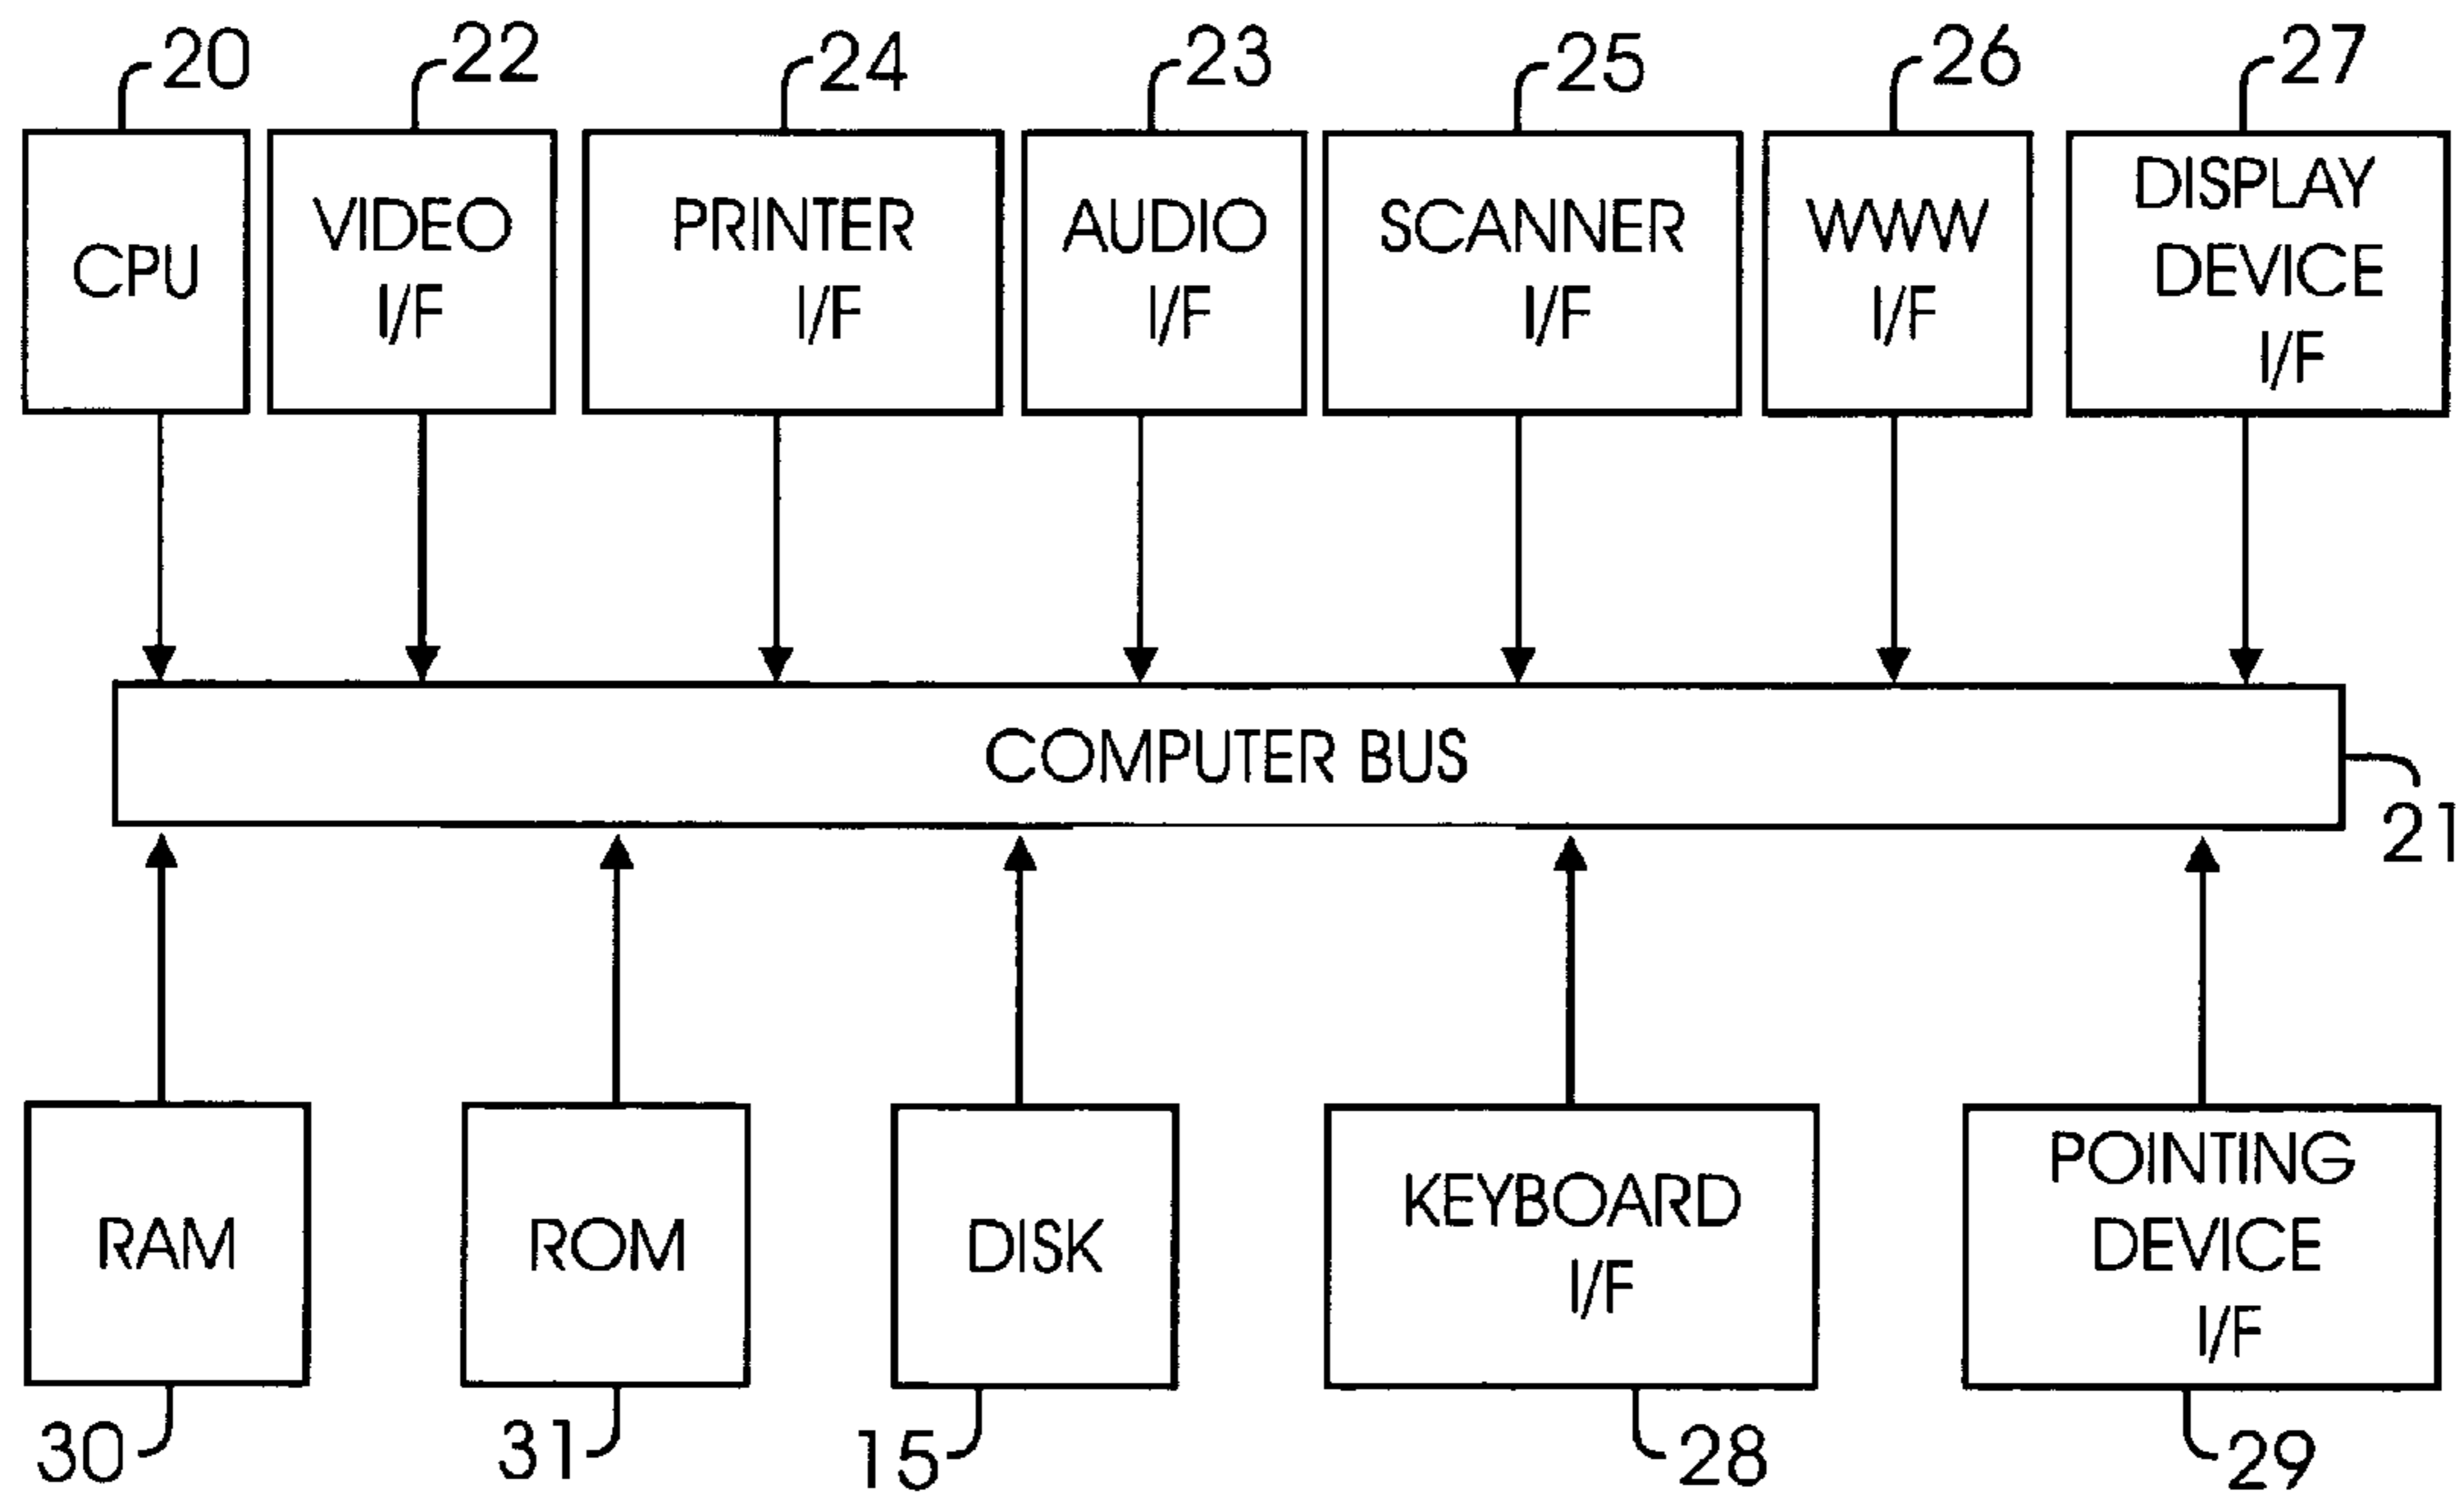 20
22
24
23
25
26
27
CPU
VIDEO
I/F
PRINTER
I/F
AUDIO
I/F
SCANNER
I/F
WWW
I/F
DISPLAY
DEVICE
I/F
COMPUTER BUS
21
RAM
ROM
DISK
KEYBOARD
I/F
POINTING
DEVICE
I/F
30
31
15
28
29